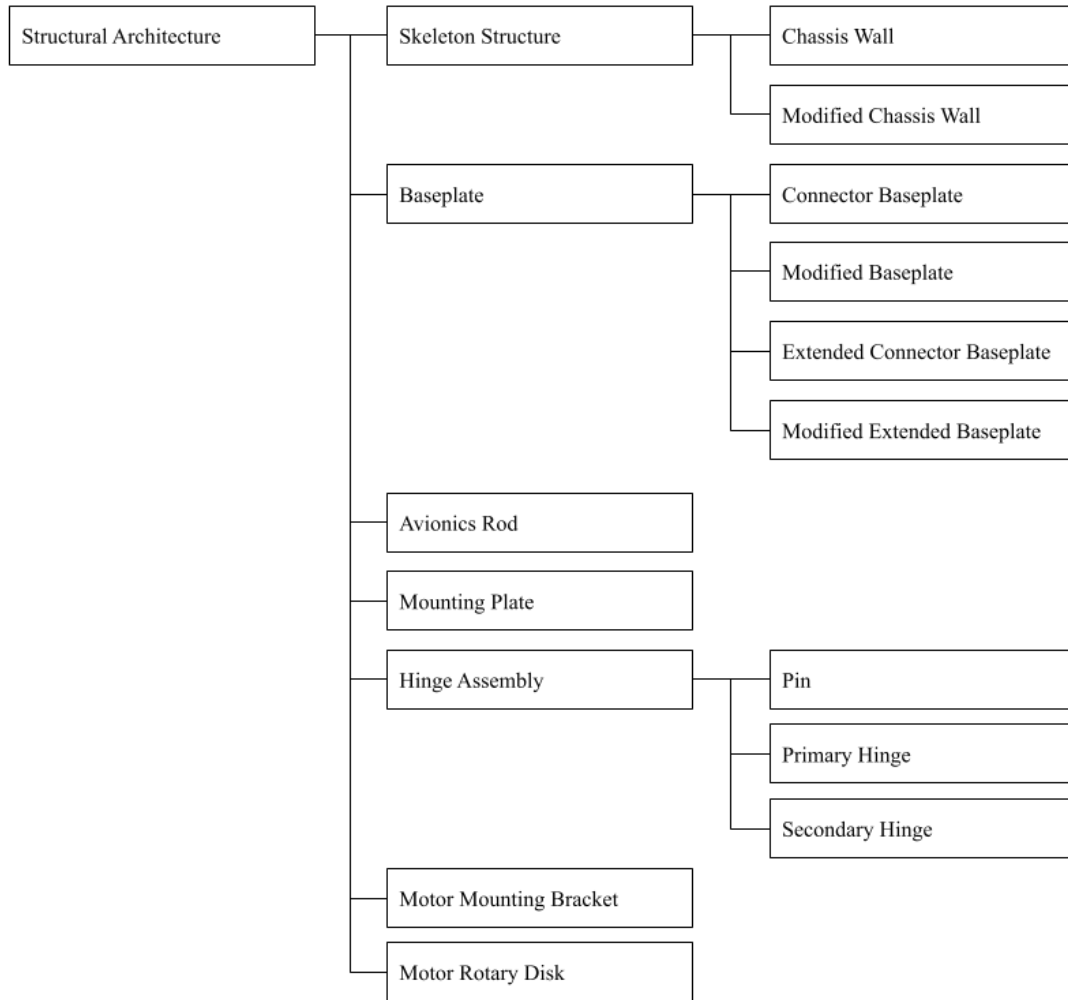 Structural Architecture
Skeleton Structure
Chassis Wall
Modified Chassis Wall
Baseplate
Connector Baseplate
Modified Baseplate
Extended Connector Baseplate
Modified Extended Baseplate
Avionics Rod
Mounting Plate
Hinge Assembly
Pin
Primary Hinge
Secondary Hinge
Motor Mounting Bracket
Motor Rotary Disk